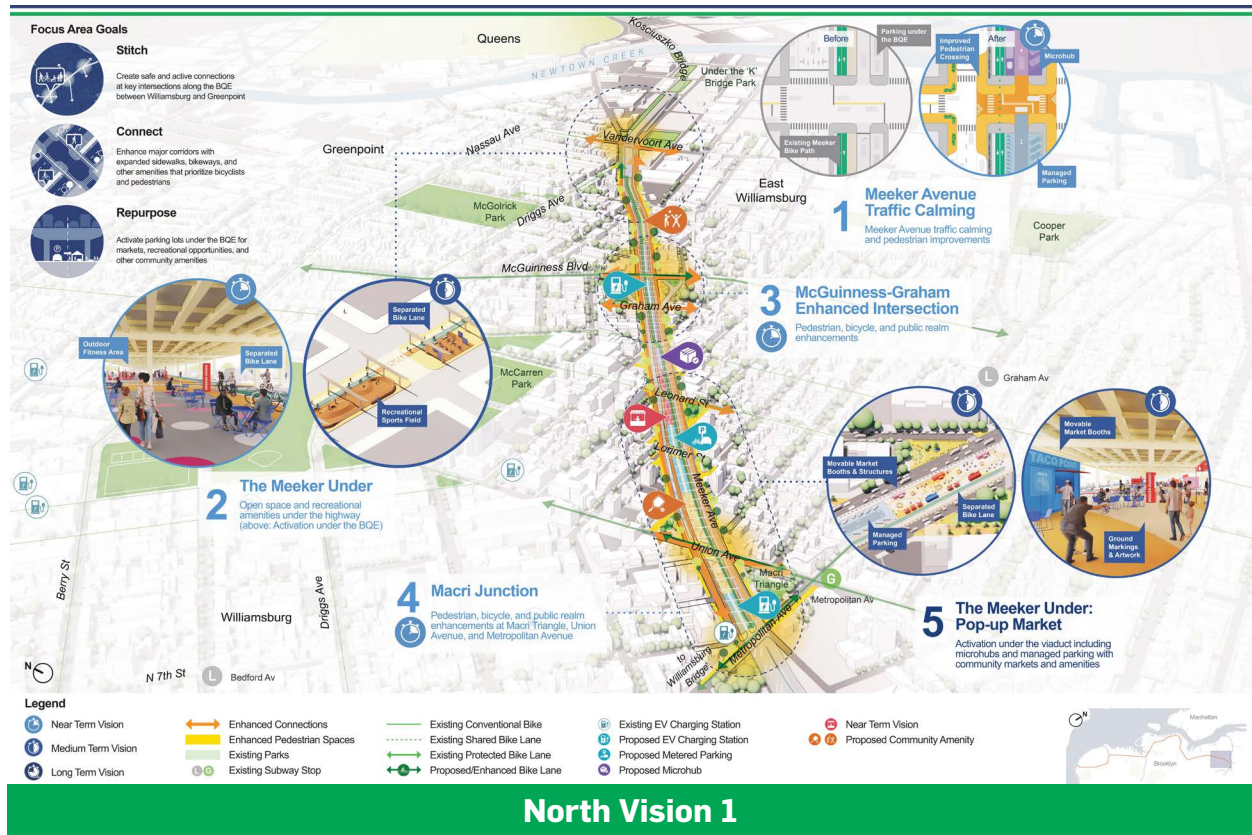 Focus Area Goals
Stitch
Create safe and active connections
at key intersections along the BQE
between Williamsburg and Greenpoint
Connect
Enhance major corridors with
expanded sidewalks, bikeways, and
other amenities that prioritize bicyclists
and pedestrians
Repurpose
Activate parking lots under the BQE for
markets, recreational opportunities, and
other community amenities
Queens
NEWTOWN CREEK
Kosciuszko Bridge
Under the 'K'
Bridge Park
Greenpoint
Nassau Ave
Vandervoort Ave
East
Williamsburg
McGolrick
Park
Driggs Ave
Cooper
Park
McGuinness Blvd
Graham Ave
McCarren
Park
Leonard St
Lorimer St
Meeker Ave
Union Ave
Macri
Triangle
G
Metropolitan Av
Metropolitan Ave
to
Williamsburg
Bridge
L
Graham Av
Berry St
Driggs Ave
Williamsburg
N 7th St
L
Bedford Av
N
Before
Parking under
the BQE
Existing Meeker
Bike Path
After
Improved
Pedestrian
Crossing
Microhub
Managed
Parking
1
Meeker Avenue
Traffic Calming
Meeker Avenue traffic calming
and pedestrian improvements
3
McGuinness-Graham
Enhanced Intersection
Pedestrian, bicycle, and public realm
enhancements
Outdoor
Fitness Area
Separated
Bike Lane
Separated
Bike Lane
Recreational
Sports Field
2
The Meeker Under
Open space and recreational
amenities under the highway
(above: Activation under the BQE)
4
Macri Junction
Pedestrian, bicycle, and public realm
enhancements at Macri Triangle, Union
Avenue, and Metropolitan Avenue
Movable Market
Booths & Structures
Separated
Bike Lane
Managed
Parking
Movable
Market Booths
TACO POINT
Ground
Markings
& Artwork
5
The Meeker Under:
Pop-up Market
Activation under the viaduct including
microhubs and managed parking with
community markets and amenities
Legend
Near Term Vision
Medium Term Vision
Long Term Vision
Enhanced Connections
Enhanced Pedestrian Spaces
Existing Parks
L G Existing Subway Stop
Existing Conventional Bike
Existing Shared Bike Lane
Existing Protected Bike Lane
Proposed/Enhanced Bike Lane
Existing EV Charging Station
Proposed EV Charging Station
Proposed Metered Parking
Proposed Microhub
Near Term Vision
Proposed Community Amenity
N
Manhattan
Brooklyn
North Vision 1